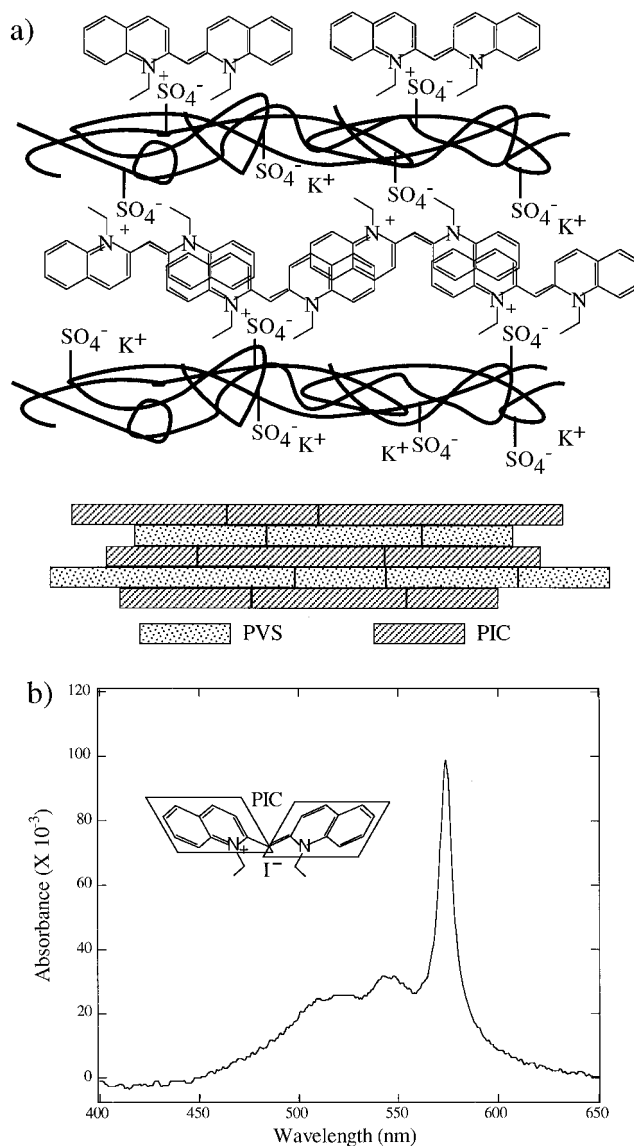 a)
N N N N
+ +
SO4- SO4-
SO4- K+ SO4- SO4- K+
SO4-
+ N N + N N
N N N N
+ +
SO4- K+ SO4- SO4-
SO4- K+ K+ SO4- SO4- K+
PVS PIC
b)
120
100
80
60
40
20
0
Absorbance (X 10-3)
PIC
N+ N
I-
400 450 500 550 600 650
Wavelength (nm)